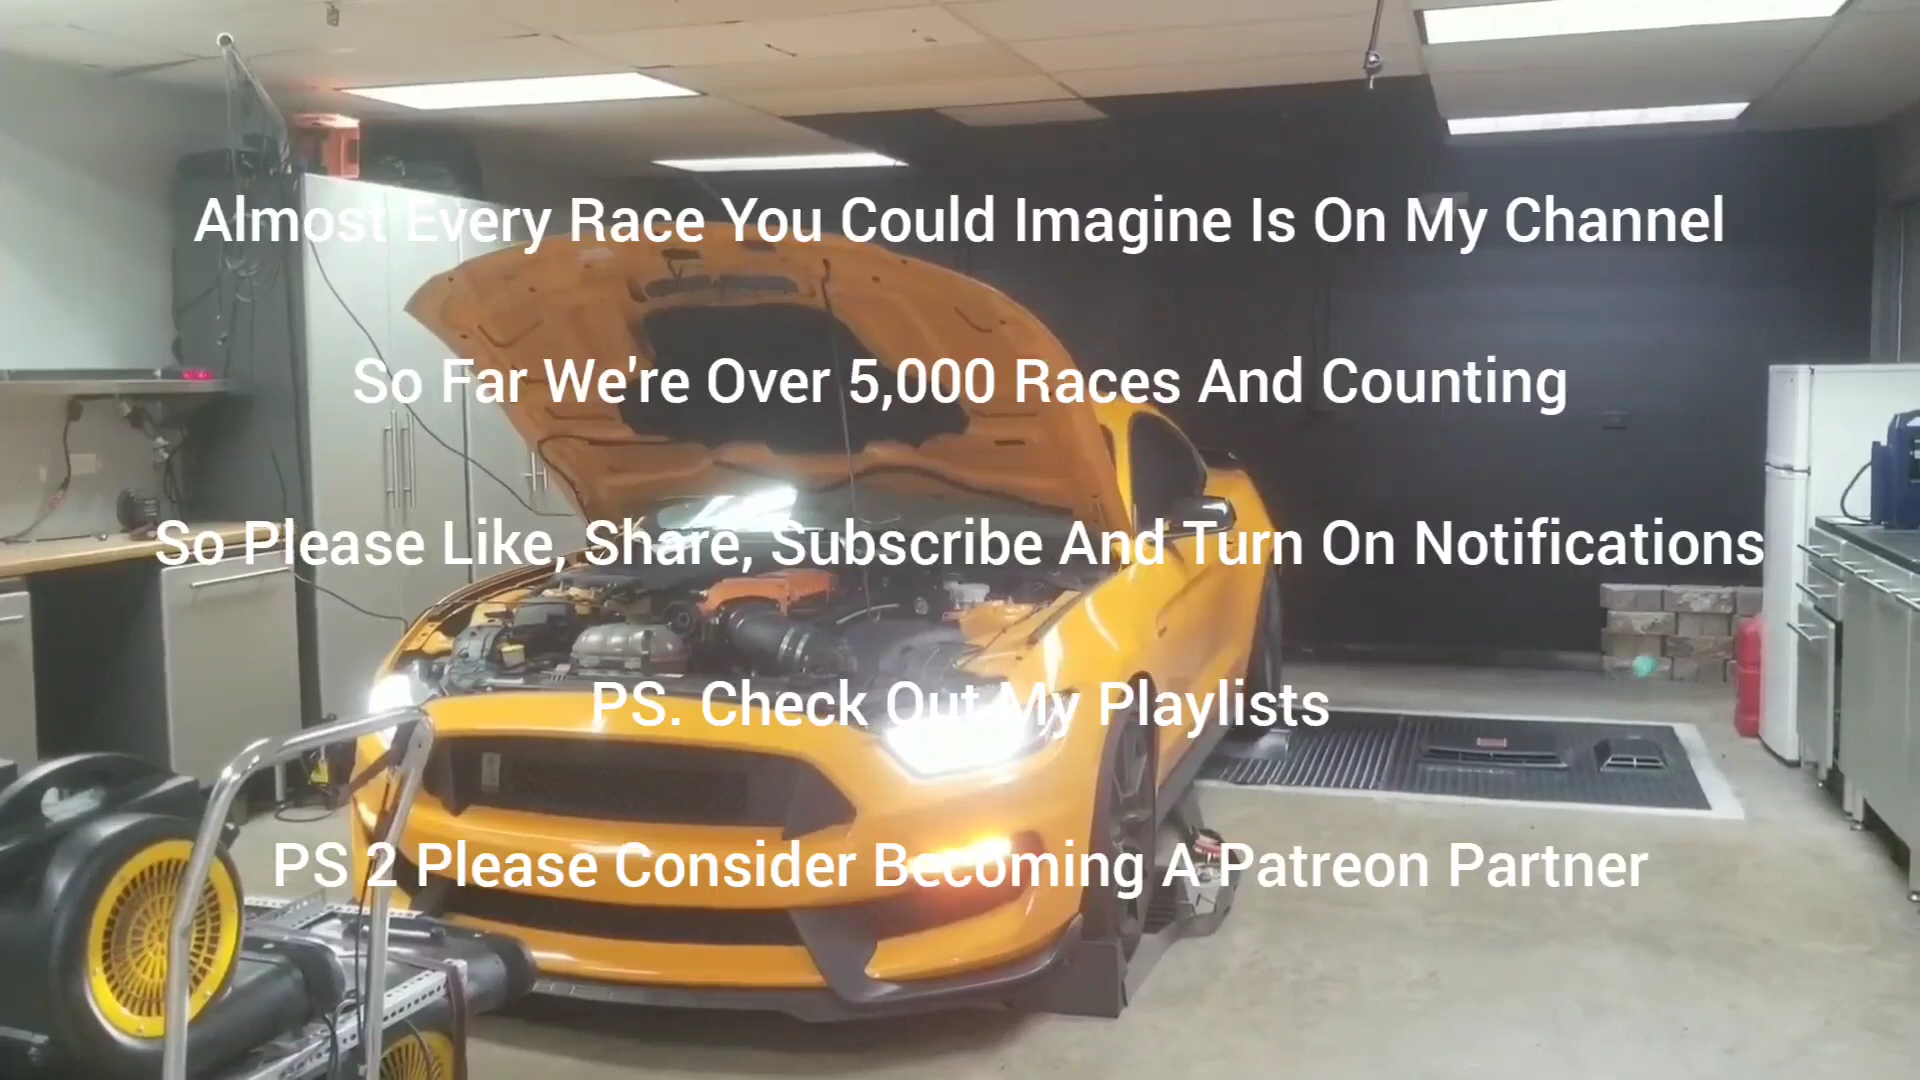 Almost Every Race You Could Imagine Is On My Channel
So Far We're Over 5,000 Races And Counting
So Please Like, Share, Subscribe And Turn On Notifications
PS. Check Out My Playlists
PS 2 Please Consider Becoming A Patreon Partner